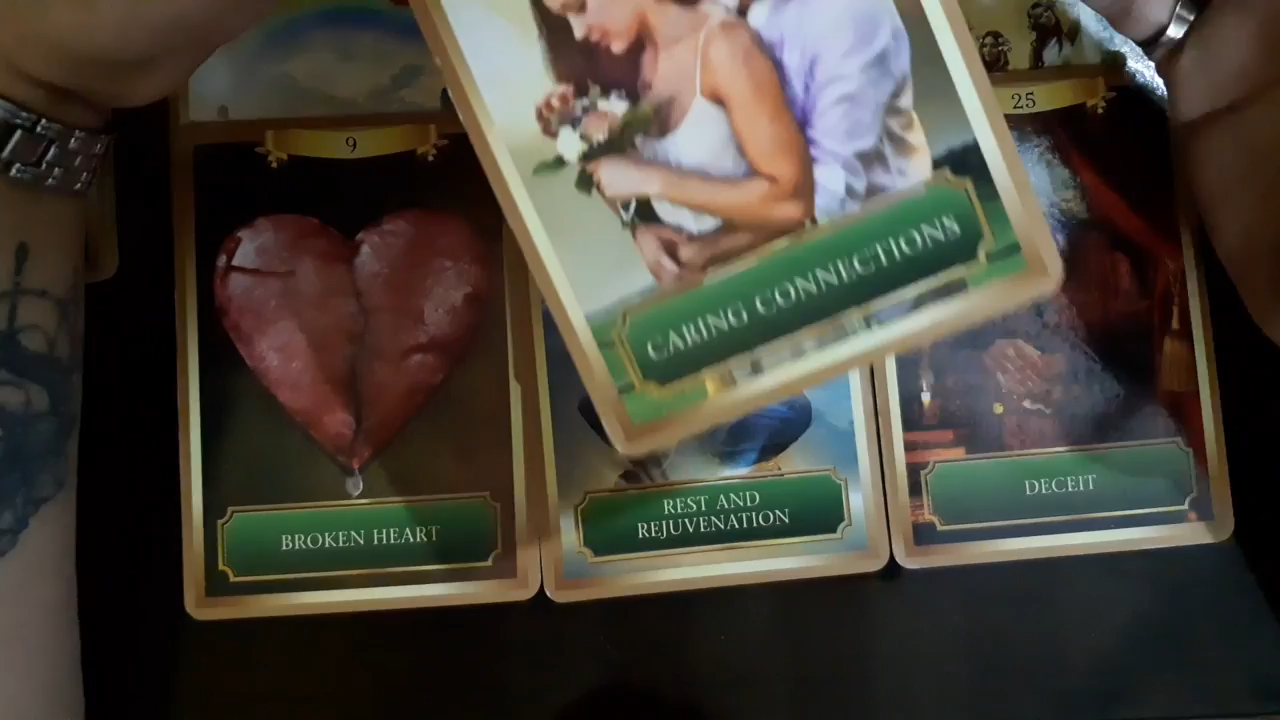 9
25
CARING CONNECTIONS
BROKEN HEART
REST AND
REJUVENATION
DECEIT